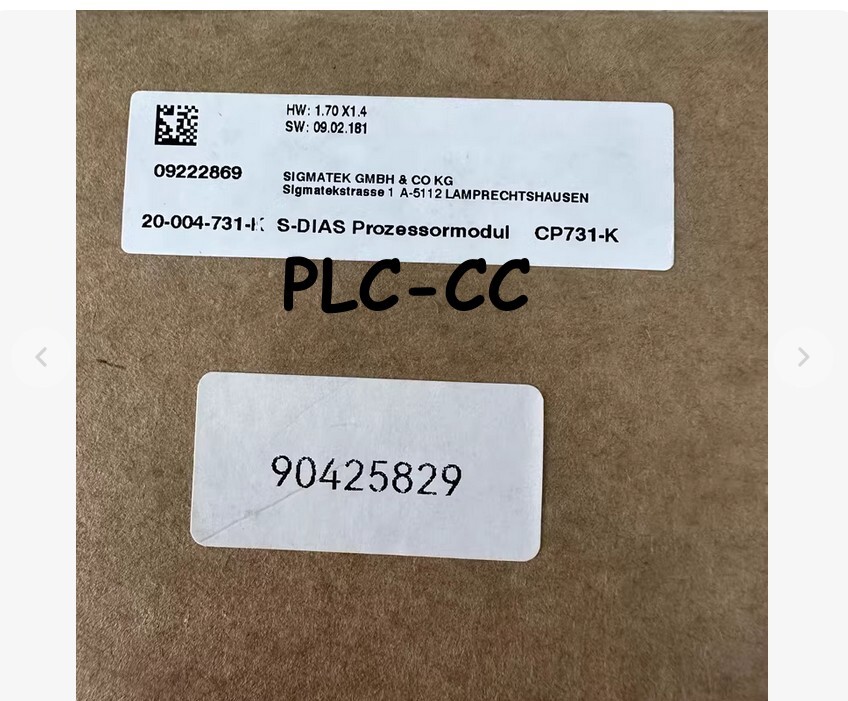 HW: 1.70 X1.4
SW: 09.02.181
09222869
SIGMATEK GMBH & CO KG
Sigmatekstrasse 1 A-5112 LAMPRECHTSHAUSEN
20-004-731-K S-DIAS Prozessormodul CP731-K
PLC-CC
90425829